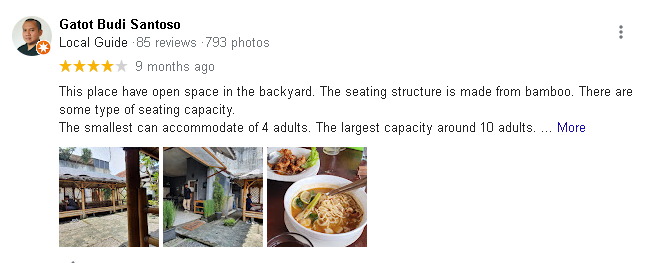 Gatot Budi Santoso
Local Guide · 85 reviews · 793 photos
9 months ago
This place have open space in the backyard. The seating structure is made from bamboo. There are
some type of seating capacity.
The smallest can accommodate of 4 adults. The largest capacity around 10 adults. ... More